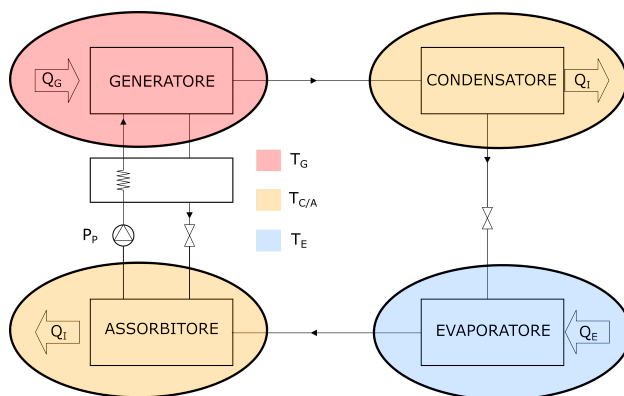 Q_G
GENERATORE
CONDENSATORE
Q_I
T_G
T_C/A
P_P
T_E
Q_I
ASSORBITORE
EVAPORATORE
Q_E